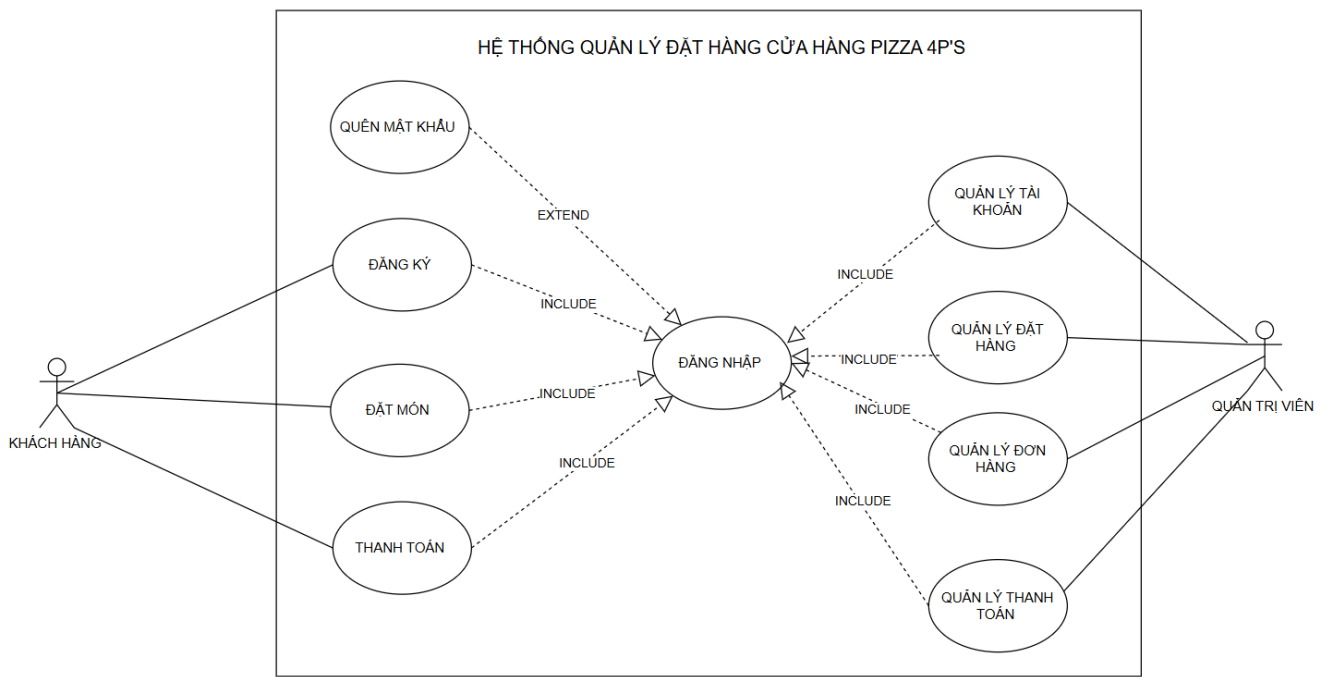 HỆ THỐNG QUẢN LÝ ĐẶT HÀNG CỬA HÀNG PIZZA 4P'S
QUÊN MẬT KHẨU
EXTEND
ĐĂNG KÝ
INCLUDE
ĐẶT MÓN
INCLUDE
THANH TOÁN
INCLUDE
KHÁCH HÀNG
ĐĂNG NHẬP
QUẢN LÝ TÀI
KHOẢN
INCLUDE
QUẢN LÝ ĐẶT
HÀNG
INCLUDE
QUẢN LÝ ĐƠN
HÀNG
INCLUDE
QUẢN LÝ THANH
TOÁN
INCLUDE
QUẢN TRỊ VIÊN